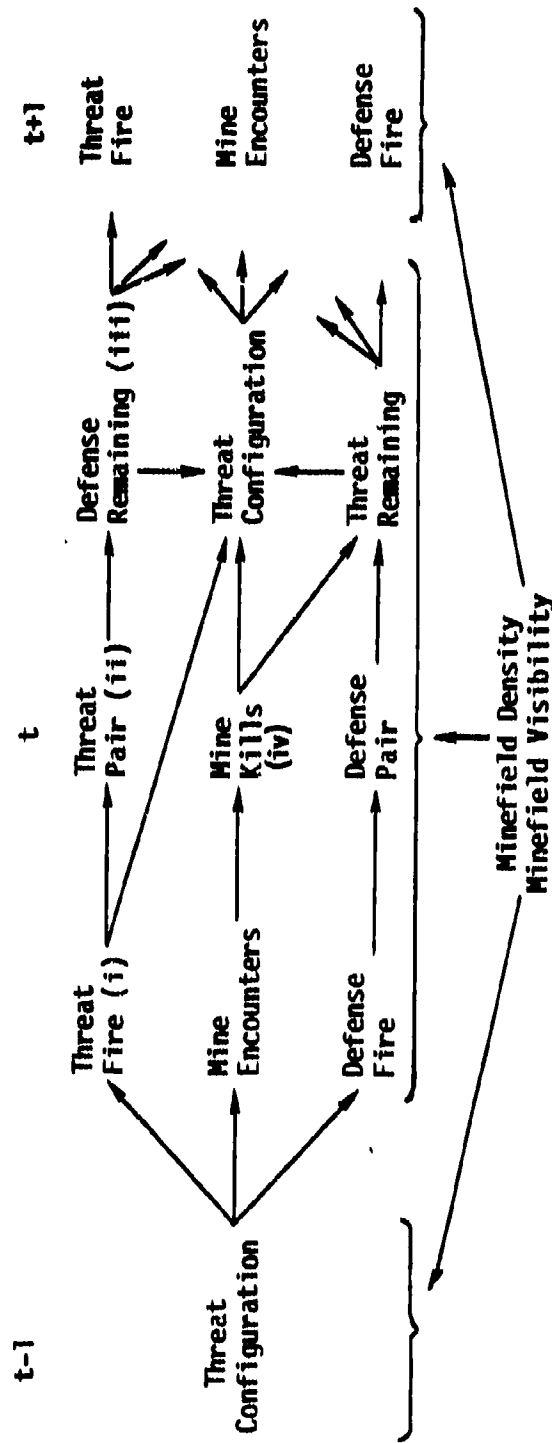 t-1
t
t+1
Threat
Configuration
Threat
Fire (i)
Mine
Encounters
Defense
Fire
Threat
Pair (ii)
Mine
Kills
(iv)
Defense
Pair
Defense
Remaining (iii)
Threat
Configuration
Threat
Remaining
Threat
Fire
Mine
Encounters
Defense
Fire
Minefield Density
Minefield Visibility